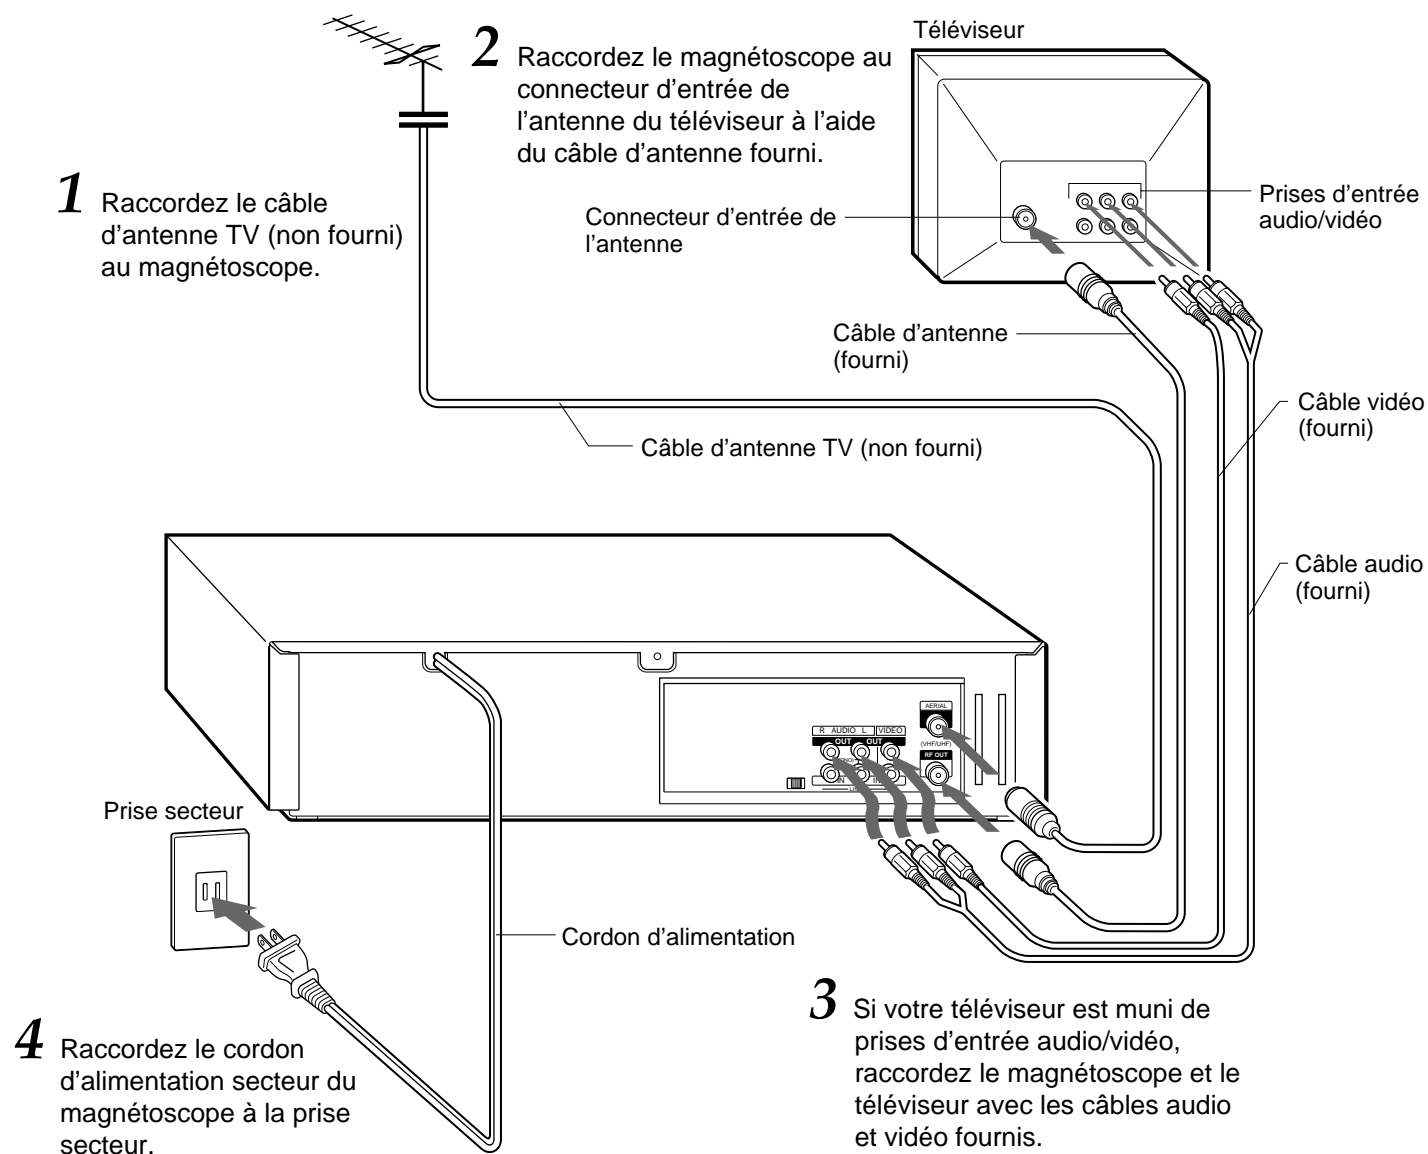 Téléviseur
2 Raccordez le magnétoscope au
connecteur d'entrée de
l'antenne du téléviseur à l'aide
du câble d'antenne fourni.
1 Raccordez le câble
d'antenne TV (non fourni)
au magnétoscope.
Connecteur d'entrée de
l'antenne
Prises d'entrée
audio/vidéo
Câble d'antenne
(fourni)
Câble vidéo
(fourni)
Câble d'antenne TV (non fourni)
Câble audio
(fourni)
AERIAL
R AUDIO L VIDEO
OUT OUT
(VHF/UHF)
RF OUT
IN IN
Prise secteur
Cordon d'alimentation
3 Si votre téléviseur est muni de
prises d'entrée audio/vidéo,
raccordez le magnétoscope et le
téléviseur avec les câbles audio
et vidéo fournis.
4 Raccordez le cordon
d'alimentation secteur du
magnétoscope à la prise
secteur.